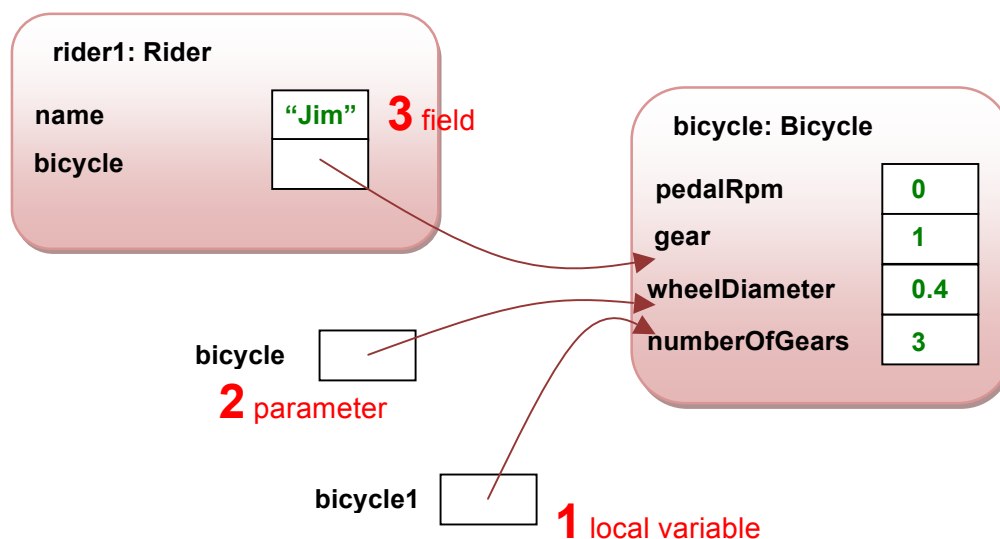 rider1: Rider
name “Jim” 3 field
bicycle
bicycle: Bicycle
pedalRpm 0
gear 1
wheelDiameter 0.4
numberOfGears 3
bicycle
2 parameter
bicycle1
1 local variable